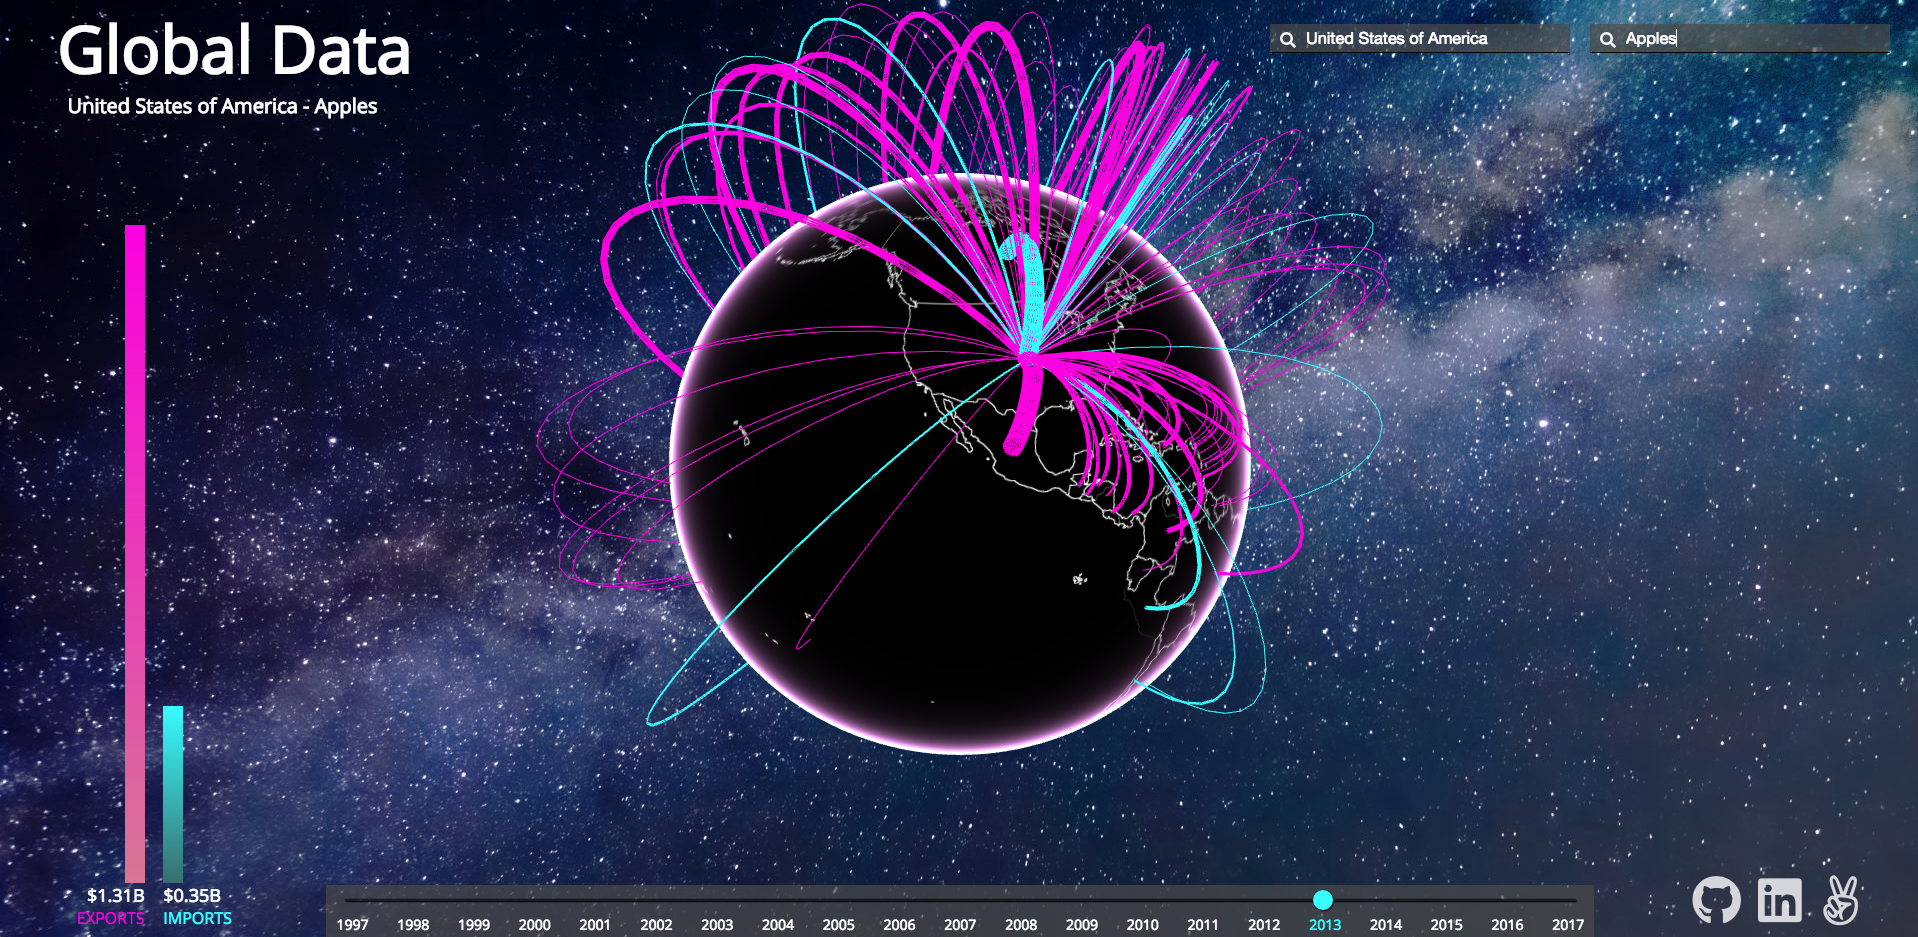 Global Data
United States of America - Apples
United States of America
Apples
$1.31B
EXPORTS
$0.35B
IMPORTS
1997 1998 1999 2000 2001 2002 2003 2004 2005 2006 2007 2008 2009 2010 2011 2012 2013 2014 2015 2016 2017
in